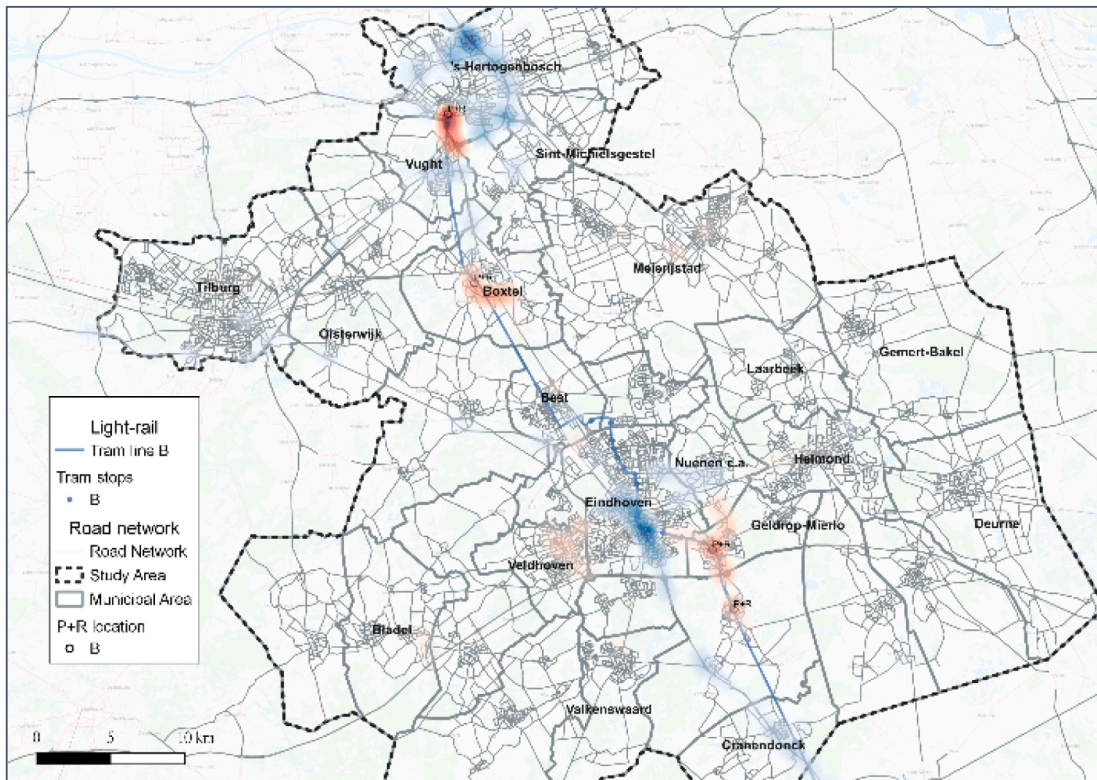 's-Hertogenbosch
P+R
Vught
Sint-Michielsgestel
Meierijstad
Tilburg
Boxtel
Oisterwijk
Gemert-Bakel
Laarbeek
Best
Nuenen c.a.
Helmond
Eindhoven
Geldrop-Mierlo
Deurne
P+R
Veldhoven
P+R
Bladel
Valkenswaard
Cranendonck
Light-rail
Tram line B
Tram stops
B
Road network
Road Network
Study Area
Municipal Area
P+R location
B
0 5 10 km